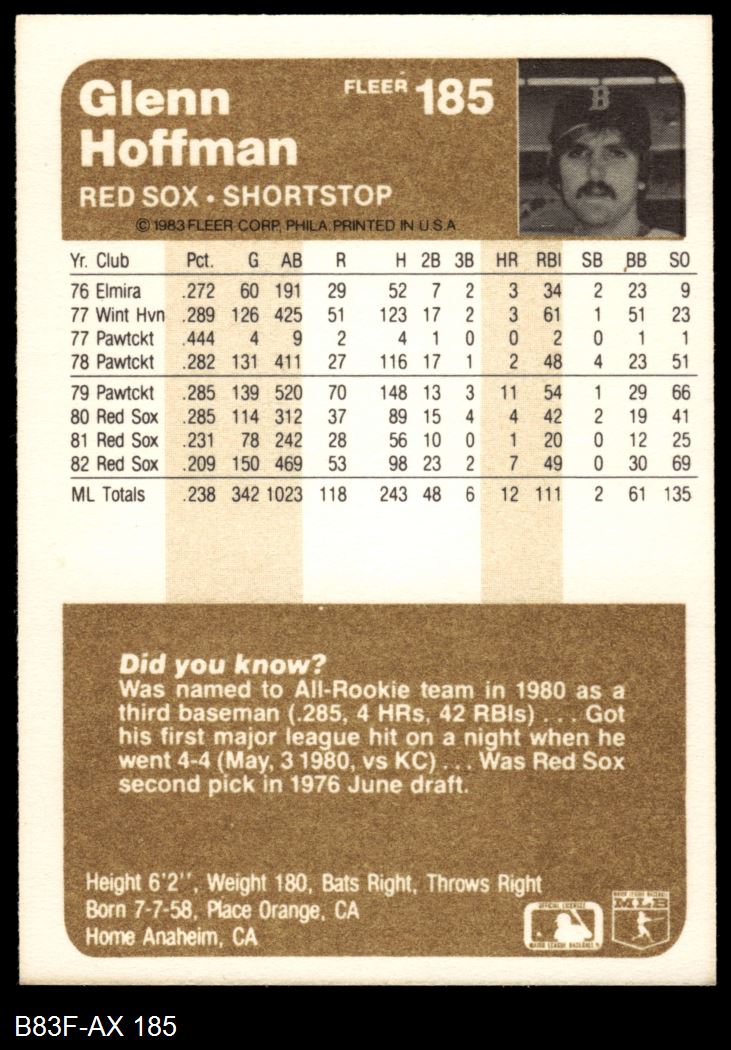 Glenn
Hoffman
FLEER 185
B
RED SOX • SHORTSTOP
© 1983 FLEER CORP., PHILA. PRINTED IN U.S.A.
Yr. Club Pct. G AB R H 2B 3B HR RBI SB BB SO
76 Elmira .272 60 191 29 52 7 2 3 34 2 23 9
77 Wint Hvn .289 126 425 51 123 17 2 3 61 1 51 23
77 Pawtckt .444 4 9 2 4 1 0 0 2 0 1 1
78 Pawtckt .282 131 411 27 116 17 1 2 48 4 23 51
79 Pawtckt .285 139 520 70 148 13 3 11 54 1 29 66
80 Red Sox .285 114 312 37 89 15 4 4 42 2 19 41
81 Red Sox .231 78 242 28 56 10 0 1 20 0 12 25
82 Red Sox .209 150 469 53 98 23 2 7 49 0 30 69
ML Totals .238 342 1023 118 243 48 6 12 111 2 61 135
Did you know?
Was named to All-Rookie team in 1980 as a
third baseman (.285, 4 HRs, 42 RBIs) . . . Got
his first major league hit on a night when he
went 4-4 (May, 3 1980, vs KC) . . . Was Red Sox
second pick in 1976 June draft.
Height 6'2'', Weight 180, Bats Right, Throws Right
Born 7-7-58, Place Orange, CA
Home Anaheim, CA
OFFICIAL LICENSEE
MAJOR LEAGUE BASEBALL
MAJOR LEAGUE BASEBALL
MLB
B83F-AX 185